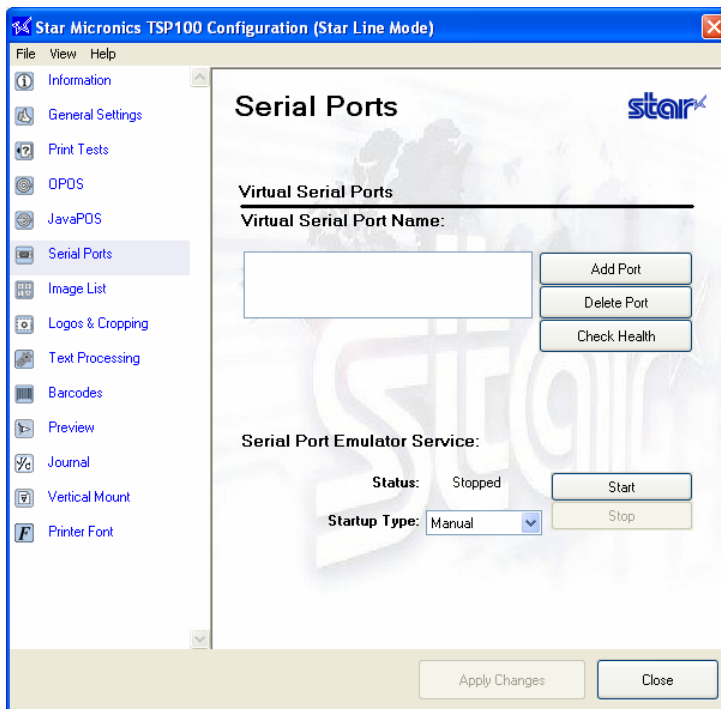 Star Micronics TSP100 Configuration (Star Line Mode)
File View Help
Information
General Settings
Print Tests
OPOS
JavaPOS
Serial Ports
Image List
Logos & Cropping
Text Processing
Barcodes
Preview
Journal
Vertical Mount
Printer Font
Serial Ports
star
Virtual Serial Ports
Virtual Serial Port Name:
Add Port
Delete Port
Check Health
Serial Port Emulator Service:
Status: Stopped
Start
Startup Type: Manual
Stop
Apply Changes
Close